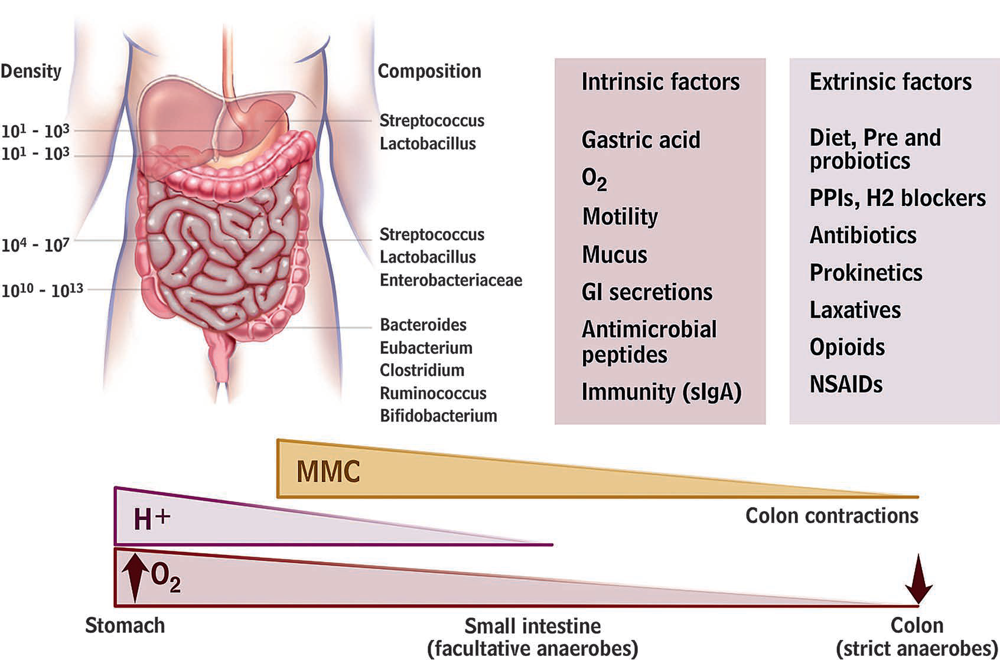 Density
10¹ - 10³
10¹ - 10³
10⁴ - 10⁷
10¹⁰ - 10¹³
Composition
Streptococcus
Lactobacillus
Streptococcus
Lactobacillus
Enterobacteriaceae
Bacteroides
Eubacterium
Clostridium
Ruminococcus
Bifidobacterium
Intrinsic factors
Gastric acid
O₂
Motility
Mucus
GI secretions
Antimicrobial
peptides
Immunity (sIgA)
Extrinsic factors
Diet, Pre and
probiotics
PPIs, H2 blockers
Antibiotics
Prokinetics
Laxatives
Opioids
NSAIDs
MMC
Colon contractions
H+
O₂
Stomach
Small intestine
(facultative anaerobes)
Colon
(strict anaerobes)